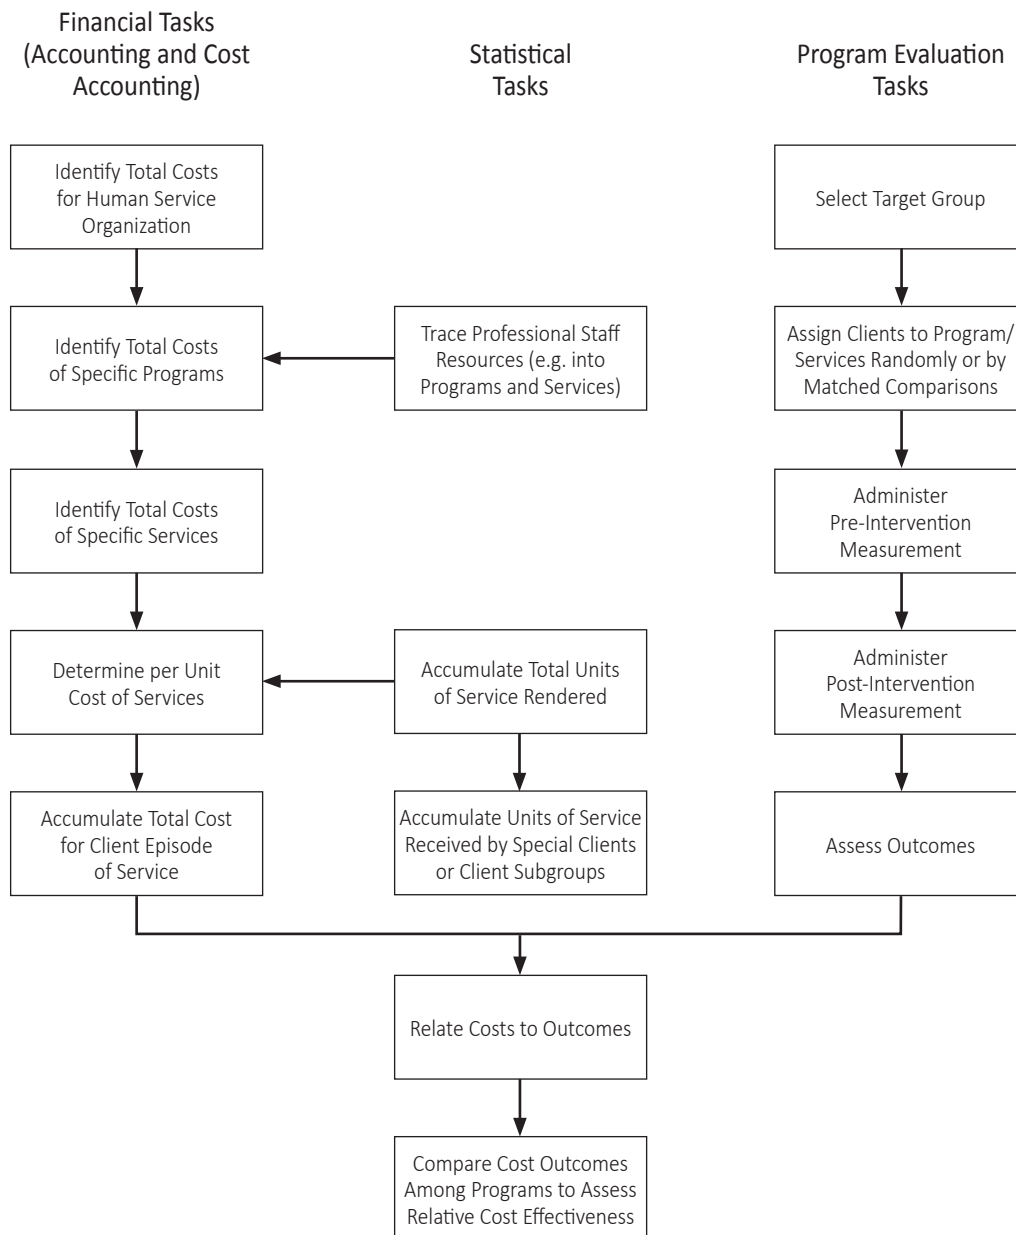 Financial Tasks
(Accounting and Cost
Accounting)
Statistical
Tasks
Program Evaluation
Tasks
Identify Total Costs
for Human Service
Organization
Select Target Group
Identify Total Costs
of Specific Programs
Trace Professional Staff
Resources (e.g. into
Programs and Services)
Assign Clients to Program/
Services Randomly or by
Matched Comparisons
Identify Total Costs
of Specific Services
Administer
Pre-Intervention
Measurement
Determine per Unit
Cost of Services
Accumulate Total Units
of Service Rendered
Administer
Post-Intervention
Measurement
Accumulate Total Cost
for Client Episode
of Service
Accumulate Units of Service
Received by Special Clients
or Client Subgroups
Assess Outcomes
Relate Costs to Outcomes
Compare Cost Outcomes
Among Programs to Assess
Relative Cost Effectiveness